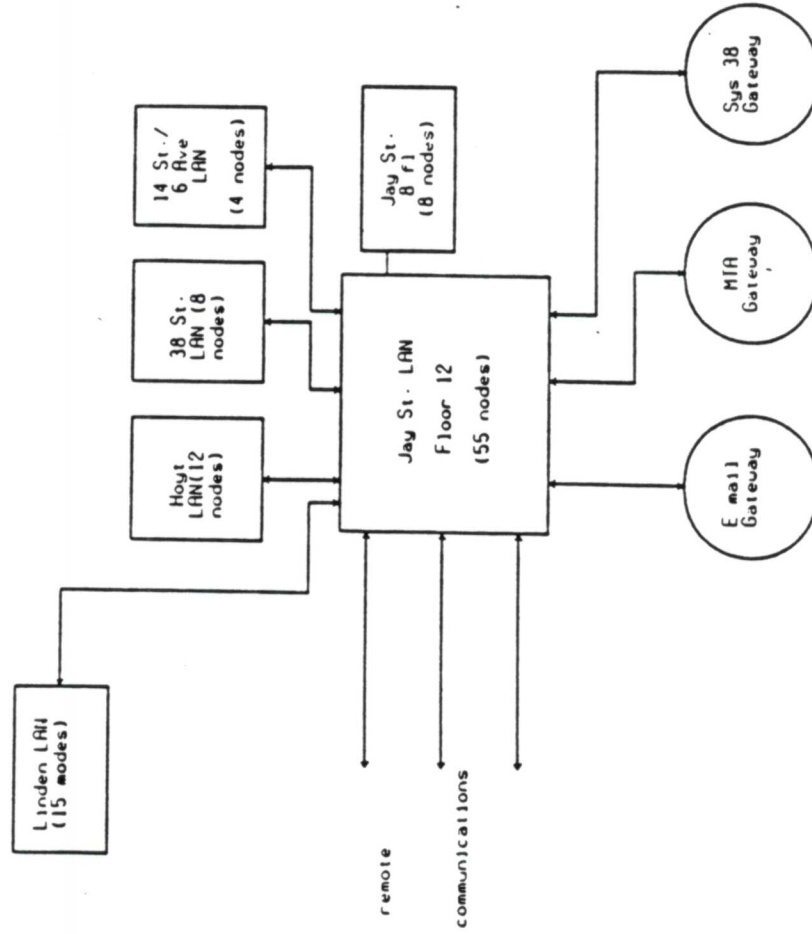 Linden LAN
(15 modes)
Hoyt
LAN(12
nodes)
38 St.
LAN (8
nodes)
14 St./
6 Ave
LAN
(4 nodes)
Jay St.
8 fl
(8 nodes)
Jay St. LAN
Floor 12
(55 nodes)
remote
communications
E mail
Gateway
MTA
Gateway
Sys 38
Gateway